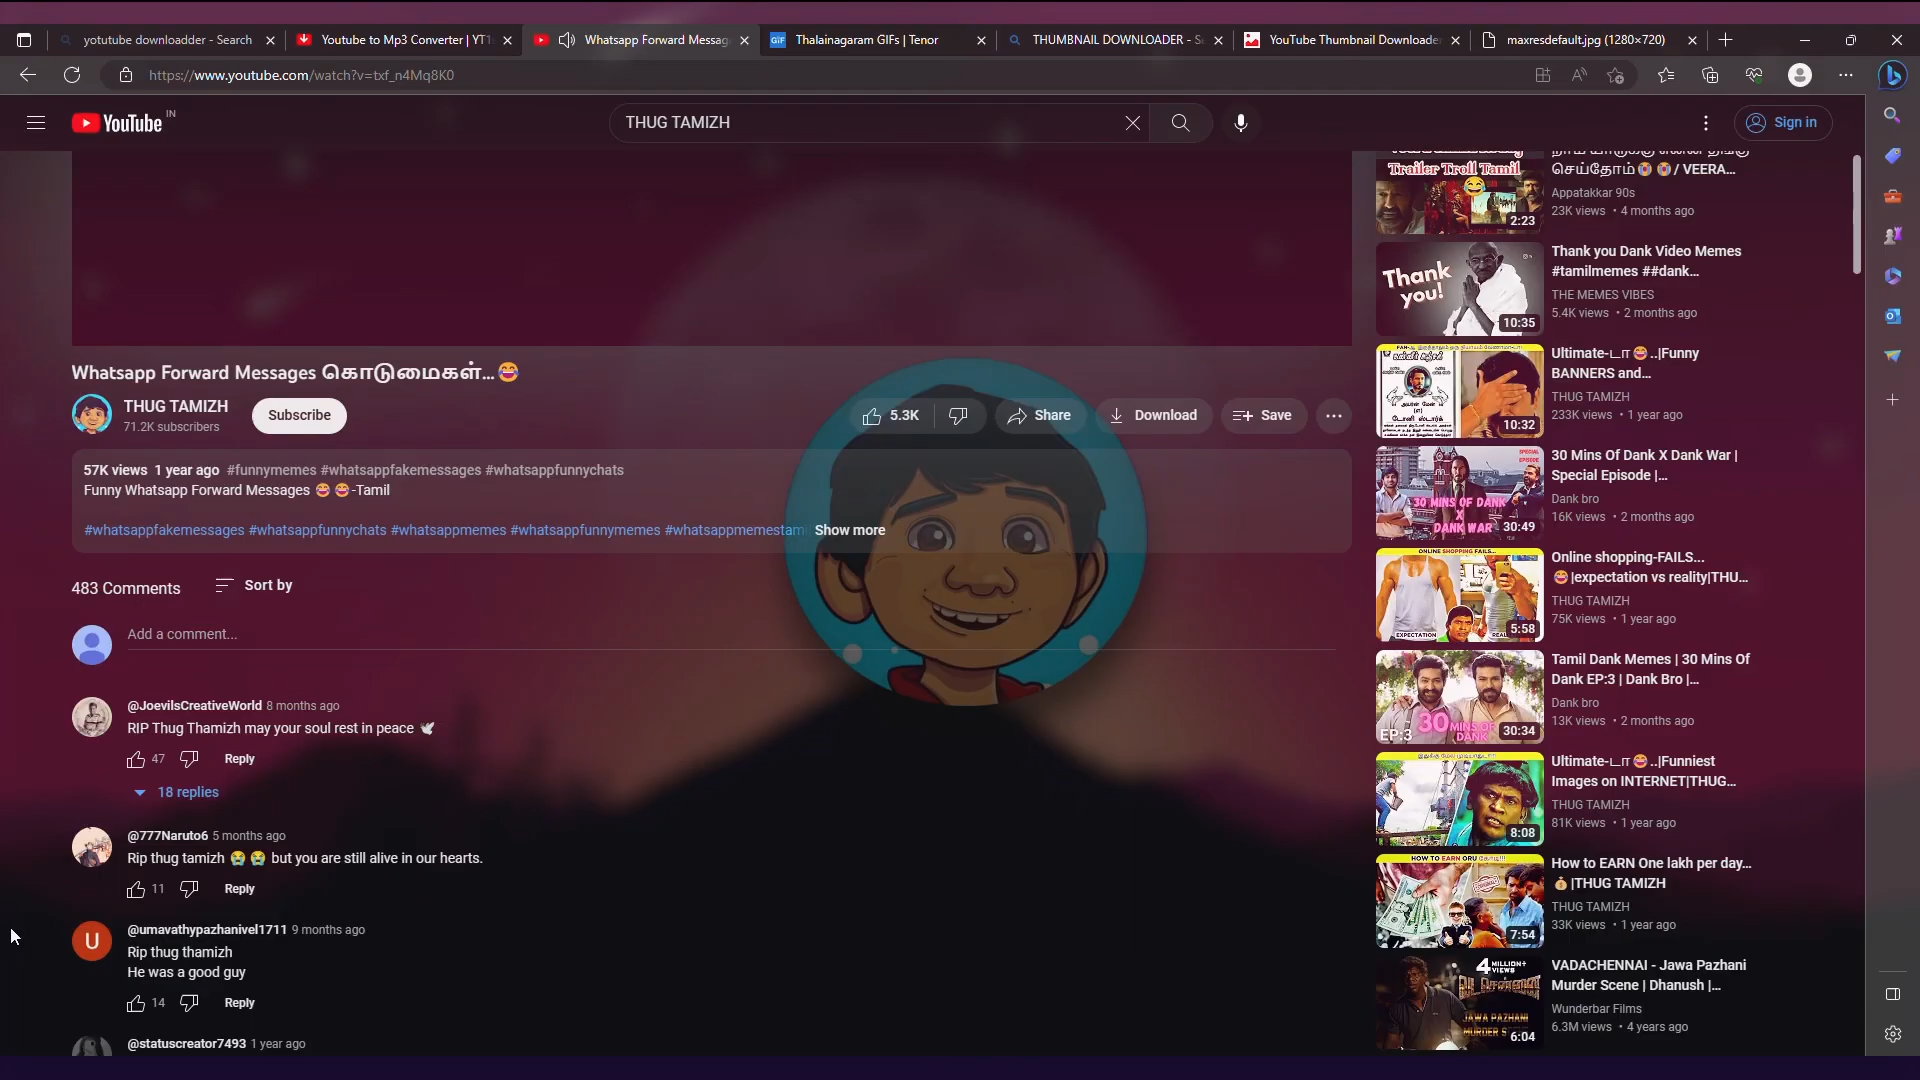 yotutube downloadder - Search
Youtube to Mp3 Converter | YT1
Whatsapp Forward Messag
Thalainagaram GIFs | Tenor
THUMBNAIL DOWNLOADER - S
YouTube Thumbnail Downloade
maxresdefault.jpg (1280×720)
https://www.youtube.com/watch?v=txf_n4Mq8K0
YouTube IN
THUG TAMIZH
Sign in
Whatsapp Forward Messages கொடுமைகள்...😂
THUG TAMIZH
71.2K subscribers
Subscribe
5.3K
Share
Download
Save
57K views 1 year ago #funnymemes #whatsappfakemessages #whatsappfunnychats
Funny Whatsapp Forward Messages 😂 😂-Tamil
#whatsappfakemessages #whatsappfunnychats #whatsappmemes #whatsappfunnymemes #whatsappmemestam Show more
483 Comments
Sort by
Add a comment...
@JoevilsCreativeWorld 8 months ago
RIP Thug Thamizh may your soul rest in peace 🕊
47
Reply
18 replies
@777Naruto6 5 months ago
Rip thug tamizh 😭 😭 but you are still alive in our hearts.
11
Reply
@umavathypazhanivel1711 9 months ago
Rip thug thamizh
He was a good guy
14
Reply
@statuscreator7493 1 year ago
Trailer Troll Tamil
2:23
செய்தோம்😭 😭/ VEERA...
Appatakkar 90s
23K views • 4 months ago
Thank
you!
10:35
Thank you Dank Video Memes
#tamilmemes ##dank...
THE MEMES VIBES
5.4K views • 2 months ago
டோனி ஸ்டார்க்
10:32
Ultimate-டா 😂..|Funny
BANNERS and...
THUG TAMIZH
233K views • 1 year ago
SPECIAL
EPISODE
30 MINS OF DANK
X
DANK WAR
30:49
30 Mins Of Dank X Dank War |
Special Episode |...
Dank bro
16K views • 2 months ago
ONLINE SHOPPING FAILS...
EXPECTATION
REAL
5:58
Online shopping-FAILS...
😂|expectation vs reality|THU...
THUG TAMIZH
75K views • 1 year ago
EP:3
30 MINS OF
DANK
30:34
Tamil Dank Memes | 30 Mins Of
Dank EP:3 | Dank Bro |...
Dank bro
13K views • 2 months ago
8:08
Ultimate-டா 😂..|Funniest
Images on INTERNET|THUG...
THUG TAMIZH
81K views • 1 year ago
HOW TO EARN ORU கோடி!!!
7:54
How to EARN One lakh per day...
💰|THUG TAMIZH
THUG TAMIZH
33K views • 1 year ago
4 MILLION+
VIEWS
வட சென்னை
JAWA PAZHANI
MURDER S
6:04
VADACHENNAI - Jawa Pazhani
Murder Scene | Dhanush |...
Wunderbar Films
6.3M views • 4 years ago